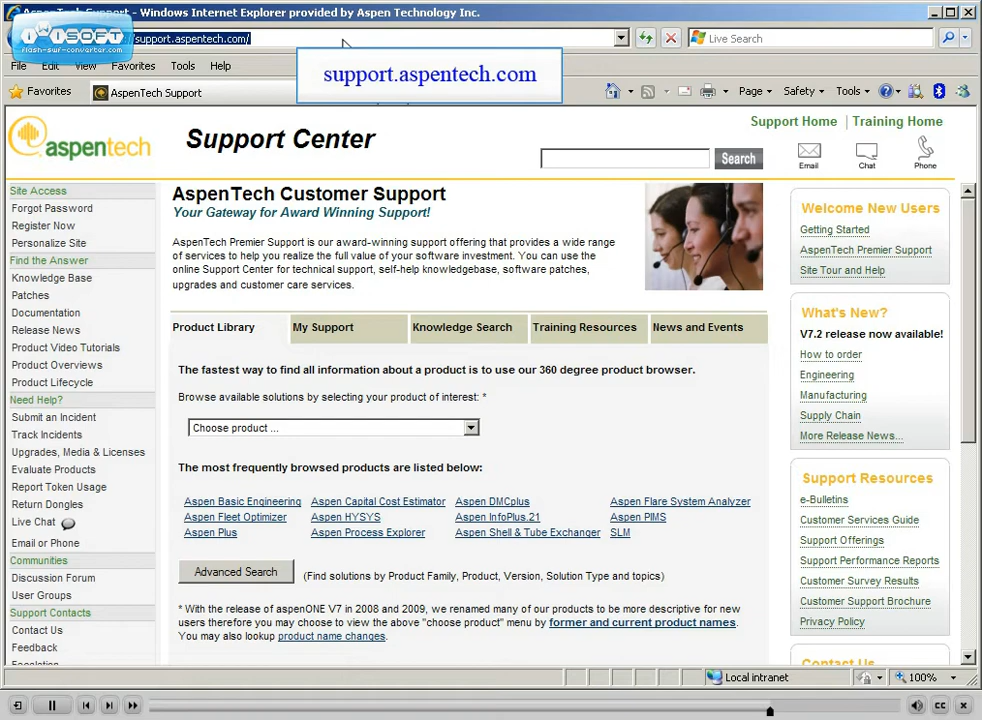 AspenTech Support - Windows Internet Explorer provided by Aspen Technology Inc.
iWiSOFT
flash-swf-converter.com
support.aspentech.com/
Live Search
File Edit View Favorites Tools Help
support.aspentech.com
Favorites
AspenTech Support
Page
Safety
Tools
aspentech
Support Center
Support Home | Training Home
Search
Email
Chat
Phone
Site Access
Forgot Password
Register Now
Personalize Site
Find the Answer
Knowledge Base
Patches
Documentation
Release News
Product Video Tutorials
Product Overviews
Product Lifecycle
Need Help?
Submit an Incident
Track Incidents
Upgrades, Media & Licenses
Evaluate Products
Report Token Usage
Return Dongles
Live Chat
Email or Phone
Communities
Discussion Forum
User Groups
Support Contacts
Contact Us
Feedback
Escalation
AspenTech Customer Support
Your Gateway for Award Winning Support!
AspenTech Premier Support is our award-winning support offering that provides a wide range
of services to help you realize the full value of your software investment. You can use the
online Support Center for technical support, self-help knowledgebase, software patches,
upgrades and customer care services.
Product Library
My Support
Knowledge Search
Training Resources
News and Events
The fastest way to find all information about a product is to use our 360 degree product browser.
Browse available solutions by selecting your product of interest: *
Choose product ...
The most frequently browsed products are listed below:
Aspen Basic Engineering
Aspen Capital Cost Estimator
Aspen DMCplus
Aspen Flare System Analyzer
Aspen Fleet Optimizer
Aspen HYSYS
Aspen InfoPlus.21
Aspen PIMS
Aspen Plus
Aspen Process Explorer
Aspen Shell & Tube Exchanger
SLM
Advanced Search
(Find solutions by Product Family, Product, Version, Solution Type and topics)
* With the release of aspenONE V7 in 2008 and 2009, we renamed many of our products to be more descriptive for new
users therefore you may choose to view the above "choose product" menu by former and current product names.
You may also lookup product name changes.
Welcome New Users
Getting Started
AspenTech Premier Support
Site Tour and Help
What's New?
V7.2 release now available!
How to order
Engineering
Manufacturing
Supply Chain
More Release News...
Support Resources
e-Bulletins
Customer Services Guide
Support Offerings
Support Performance Reports
Customer Survey Results
Customer Support Brochure
Privacy Policy
Contact Us
Local intranet
100%
CC